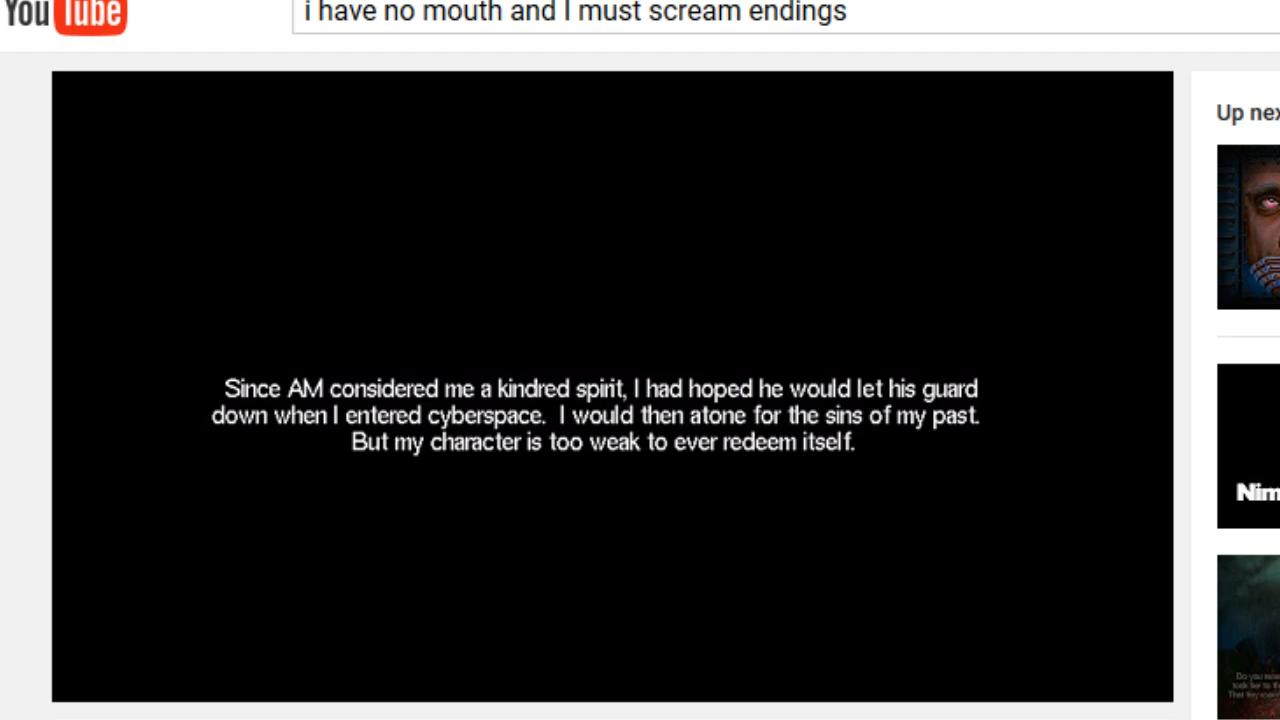 You Tube
i have no mouth and I must scream endings
Up nex
Since AM considered me a kindred spirit, I had hoped he would let his guard
down when I entered cyberspace.  I would then atone for the sins of my past.
But my character is too weak to ever redeem itself.
Nim